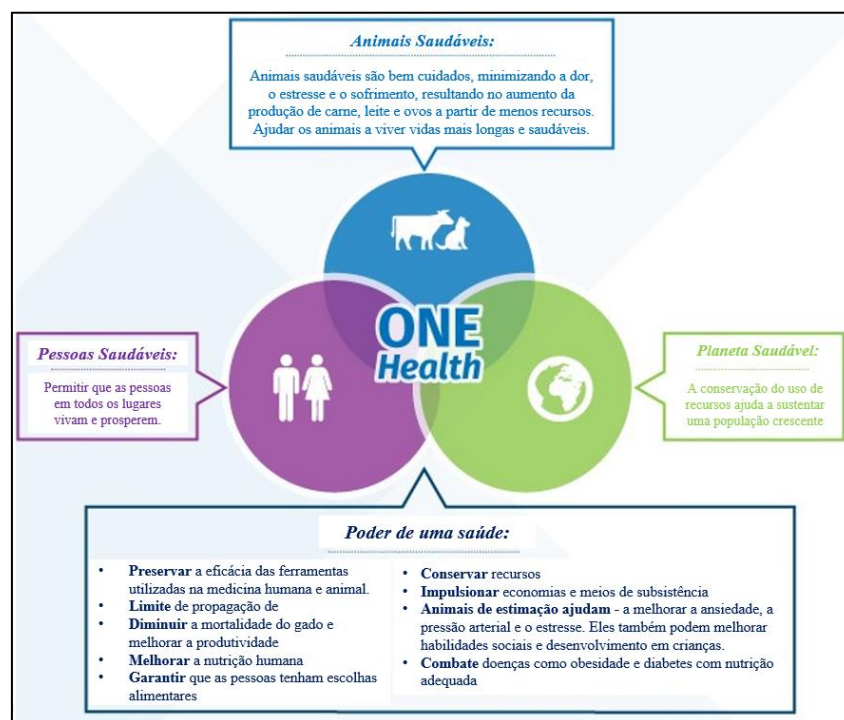 Animais Saudáveis:
Animais saudáveis são bem cuidados, minimizando a dor,
o estresse e o sofrimento, resultando no aumento da
produção de carne, leite e ovos a partir de menos recursos.
Ajudar os animais a viver vidas mais longas e saudáveis.
ONE
Health
Pessoas Saudáveis:
Permitir que as pessoas
em todos os lugares
vivam e prosperem.
Planeta Saudável:
A conservação do uso de
recursos ajuda a sustentar
uma população crescente
Poder de uma saúde:
• Preservar a eficácia das ferramentas
utilizadas na medicina humana e animal.
• Limite de propagação de
• Diminuir a mortalidade do gado e
melhorar a produtividade
• Melhorar a nutrição humana
• Garantir que as pessoas tenham escolhas
alimentares
• Conservar recursos
• Impulsionar economias e meios de subsistência
• Animais de estimação ajudam - a melhorar a ansiedade, a
pressão arterial e o estresse. Eles também podem melhorar
habilidades sociais e desenvolvimento em crianças.
• Combate doenças como obesidade e diabetes com nutrição
adequada